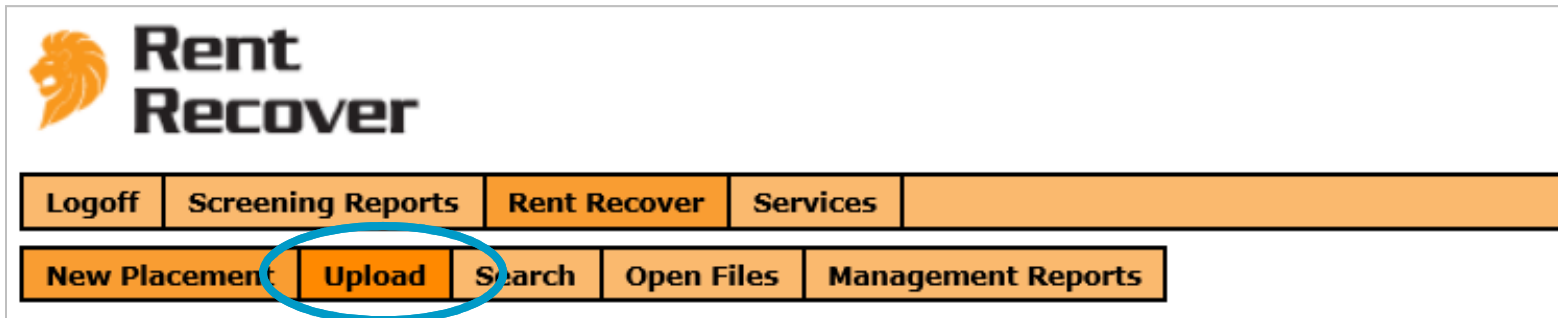 Rent
Recover
Logoff Screening Reports Rent Recover Services
New Placement Upload Search Open Files Management Reports